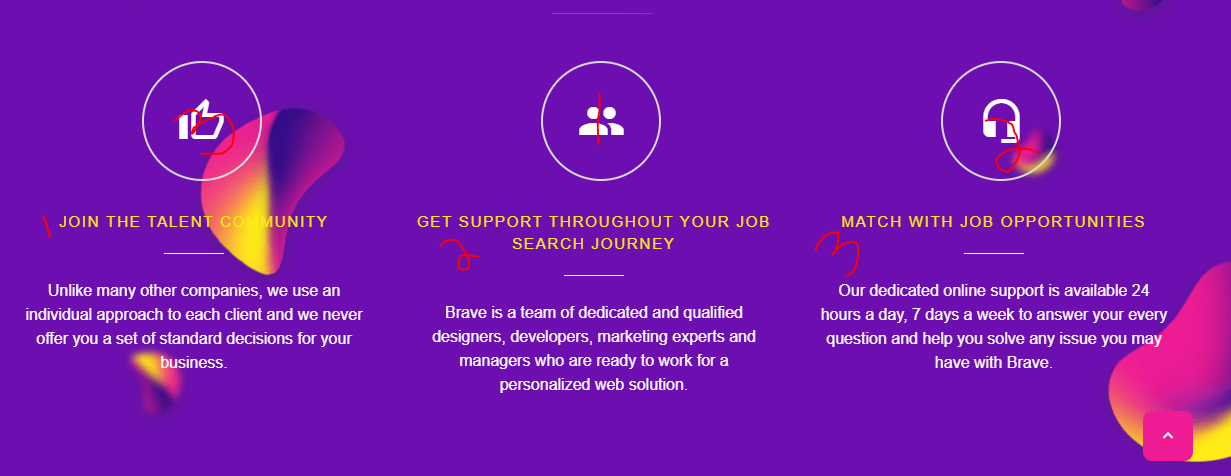 3
1
2
1 JOIN THE TALENT COMMUNITY
Unlike many other companies, we use an
individual approach to each client and we never
offer you a set of standard decisions for your
business.
GET SUPPORT THROUGHOUT YOUR JOB
SEARCH JOURNEY
2
Brave is a team of dedicated and qualified
designers, developers, marketing experts and
managers who are ready to work for a
personalized web solution.
MATCH WITH JOB OPPORTUNITIES
3
Our dedicated online support is available 24
hours a day, 7 days a week to answer your every
question and help you solve any issue you may
have with Brave.